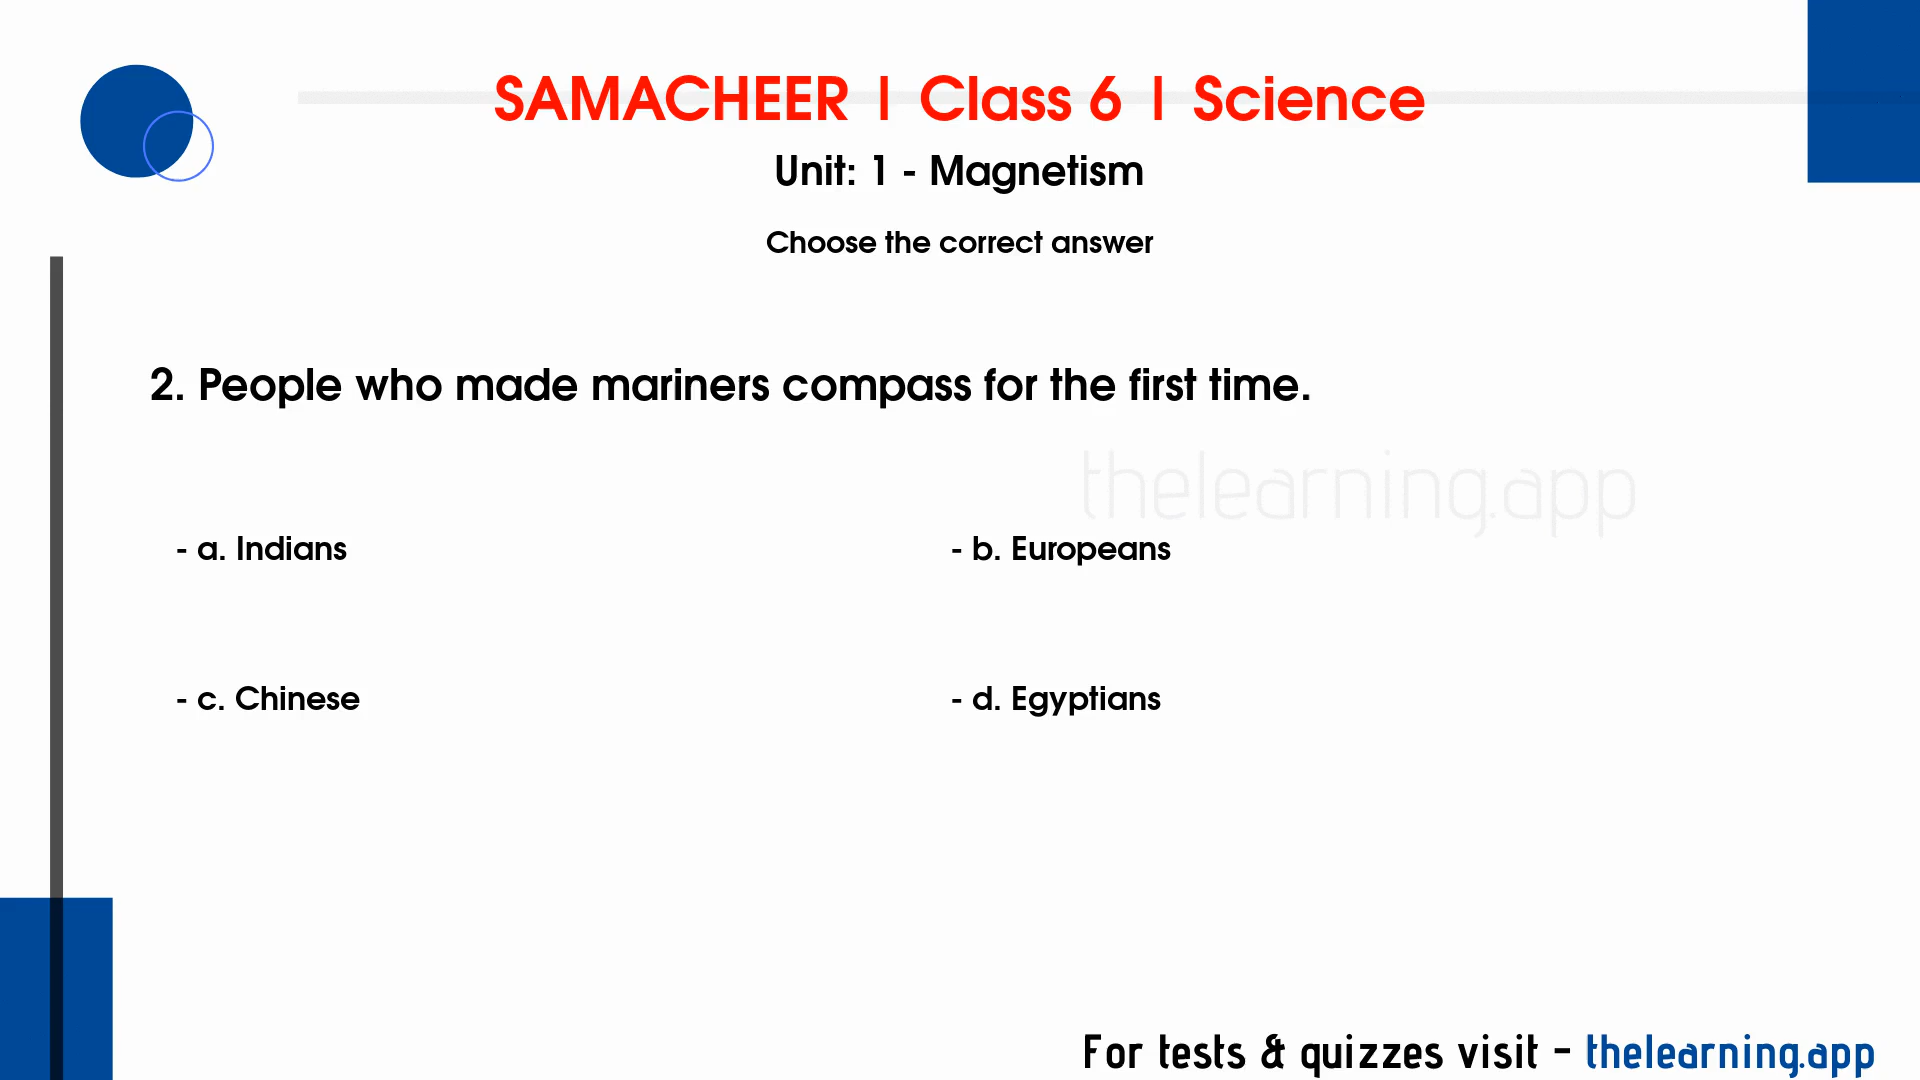 SAMACHEER | Class 6 | Science
Unit: 1 - Magnetism
Choose the correct answer
2. People who made mariners compass for the first time.
thelearning.app
- a. Indians
- b. Europeans
- c. Chinese
- d. Egyptians
For tests & quizzes visit - thelearning.app